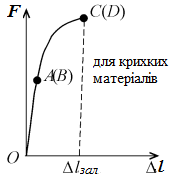 F
C(D)
для крихких
матеріалів
A(B)
O
Δlзал
Δl